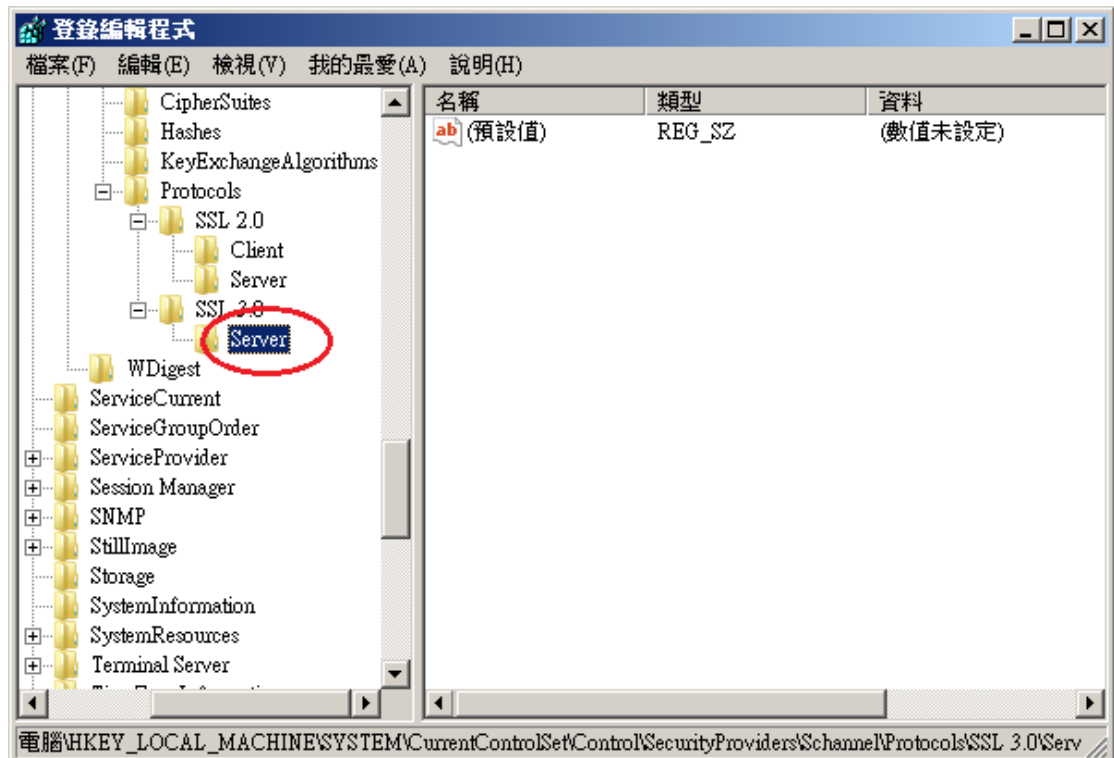 登錄編輯程式
檔案(F) 編輯(E) 檢視(V) 我的最愛(A) 說明(H)
CipherSuites
Hashes
KeyExchangeAlgorithms
Protocols
SSL 2.0
Client
Server
SSL 3.0
Server
WDigest
ServiceCurrent
ServiceGroupOrder
ServiceProvider
Session Manager
SNMP
StillImage
Storage
SystemInformation
SystemResources
Terminal Server
名稱 類型 資料
ab (預設值) REG_SZ (數值未設定)
電腦\HKEY_LOCAL_MACHINE\SYSTEM\CurrentControlSet\Control\SecurityProviders\Schannel\Protocols\SSL 3.0\Serv